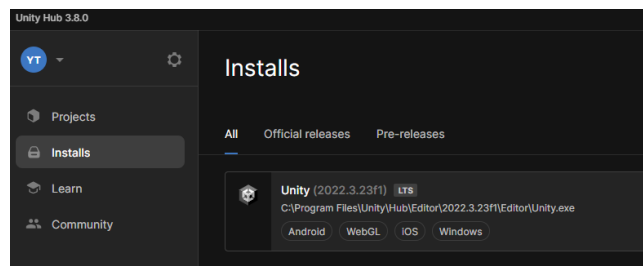 Unity Hub 3.8.0
YT
Installs
Projects
Installs
Learn
Community
All Official releases Pre-releases
Unity (2022.3.23f1) LTS
C:\Program Files\Unity\Hub\Editor\2022.3.23f1\Editor\Unity.exe
Android WebGL iOS Windows